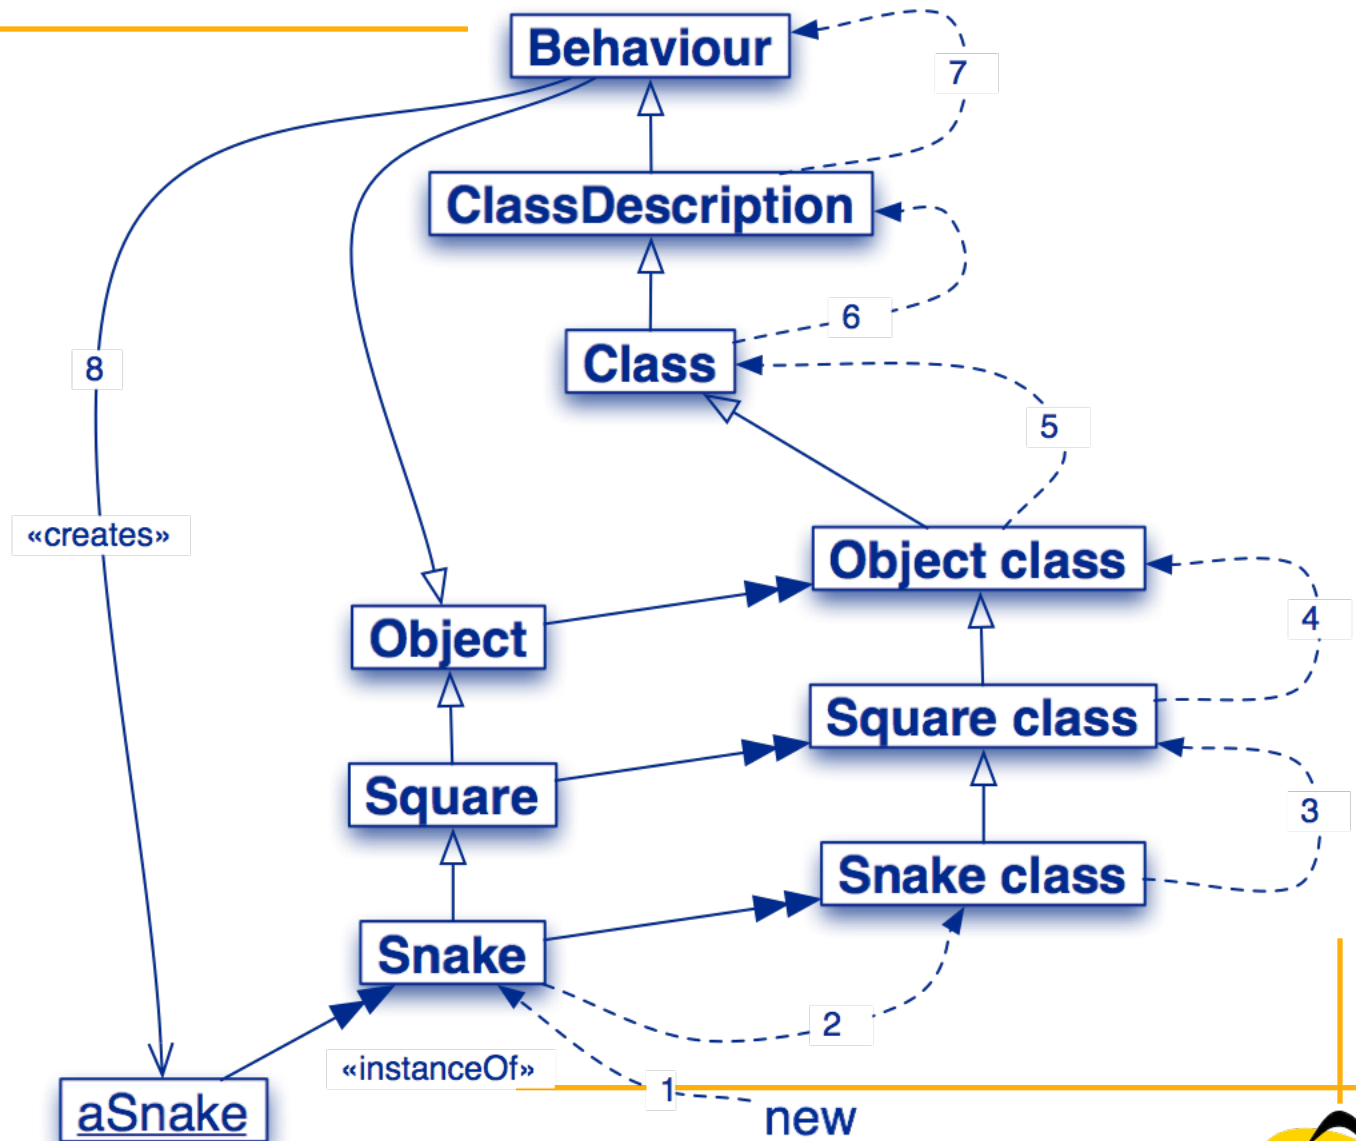 Behaviour
7
ClassDescription
6
Class
8
5
«creates»
Object class
4
Object
Square class
Square
3
Snake class
Snake
2
«instanceOf»
1
aSnake
new